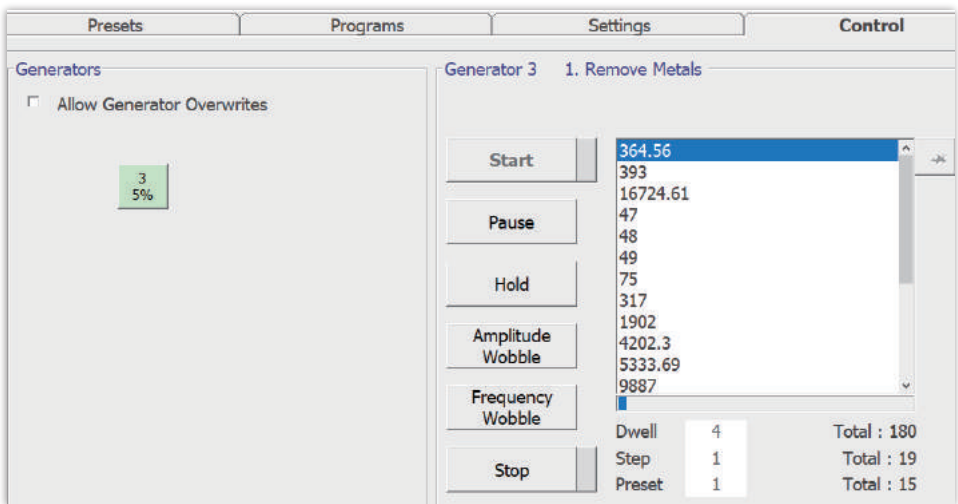 Presets Programs Settings Control
Generators
Allow Generator Overwrites
3
5%
Generator 3 1. Remove Metals
Start
Pause
Hold
Amplitude
Wobble
Frequency
Wobble
Stop
364.56
393
16724.61
47
48
49
75
317
1902
4202.3
5333.69
9887
Dwell 4 Total : 180
Step 1 Total : 19
Preset 1 Total : 15